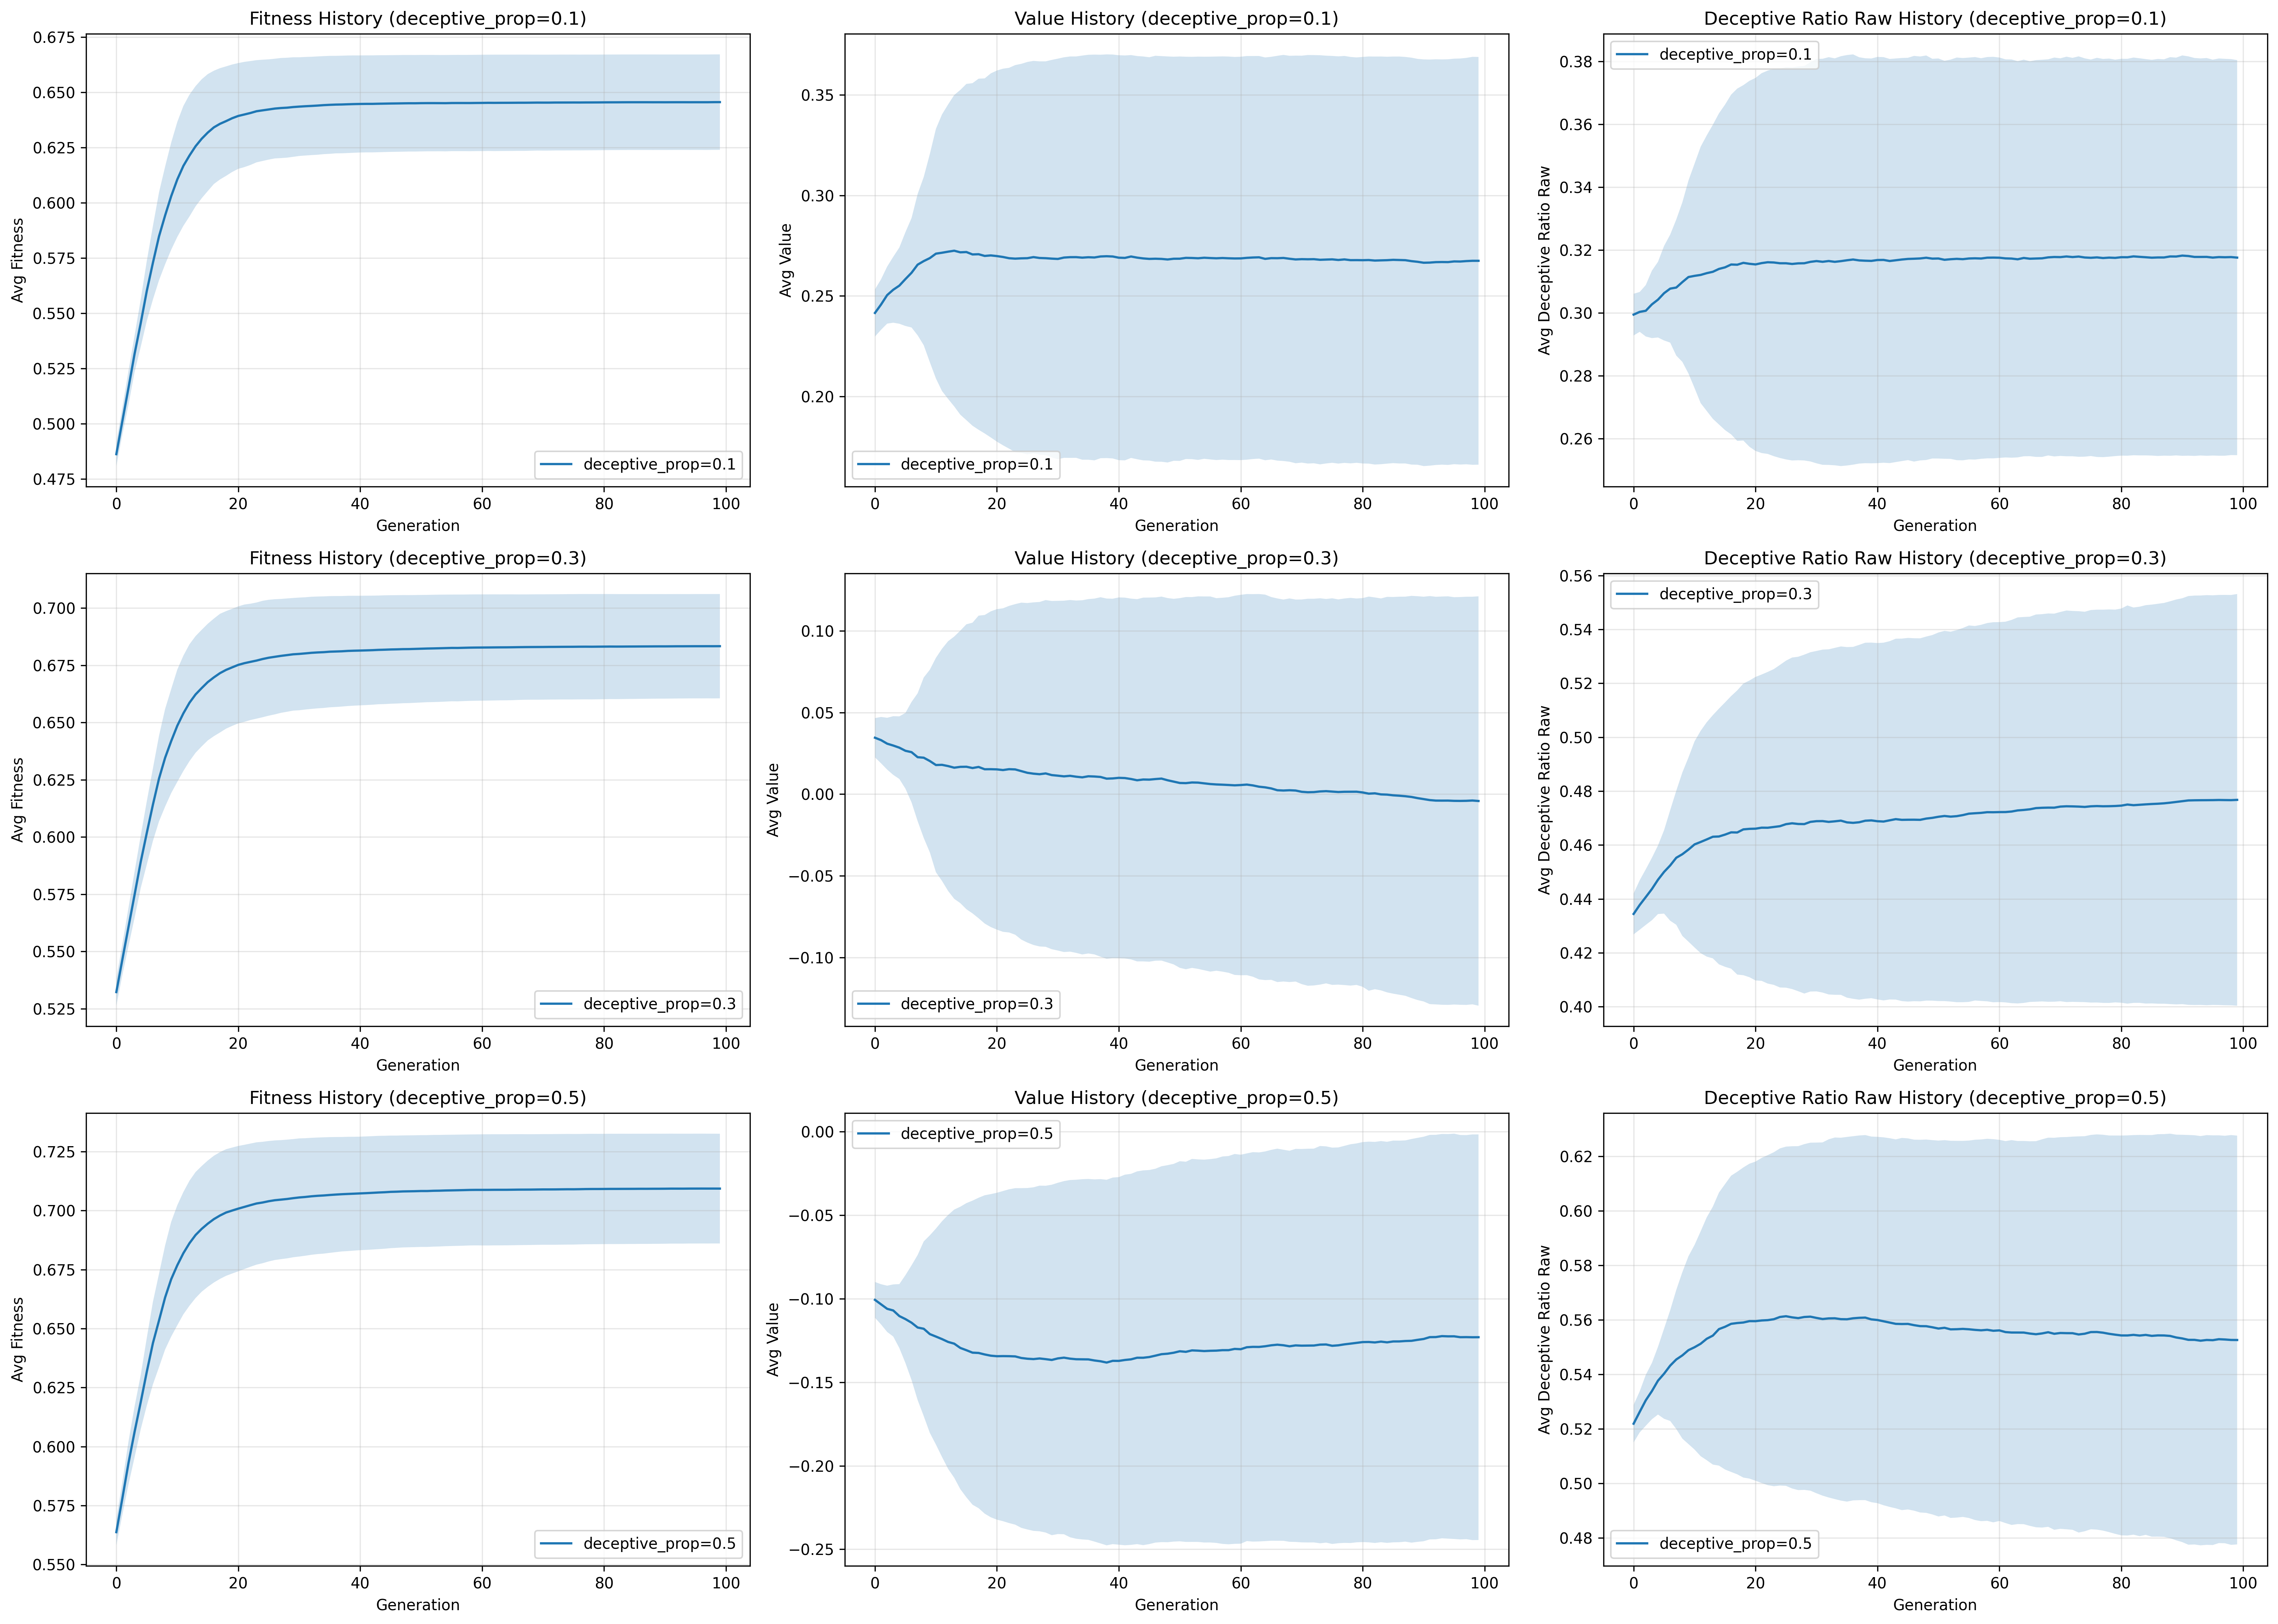 Fitness History (deceptive_prop=0.1)
Avg Fitness
0.675
0.650
0.625
0.600
0.575
0.550
0.525
0.500
0.475
deceptive_prop=0.1
0 20 40 60 80 100
Generation
Value History (deceptive_prop=0.1)
Avg Value
0.35
0.30
0.25
0.20
deceptive_prop=0.1
0 20 40 60 80 100
Generation
Deceptive Ratio Raw History (deceptive_prop=0.1)
Avg Deceptive Ratio Raw
deceptive_prop=0.1
0.38
0.36
0.34
0.32
0.30
0.28
0.26
0 20 40 60 80 100
Generation
Fitness History (deceptive_prop=0.3)
Avg Fitness
0.700
0.675
0.650
0.625
0.600
0.575
0.550
0.525
deceptive_prop=0.3
0 20 40 60 80 100
Generation
Value History (deceptive_prop=0.3)
Avg Value
0.10
0.05
0.00
−0.05
−0.10
deceptive_prop=0.3
0 20 40 60 80 100
Generation
Deceptive Ratio Raw History (deceptive_prop=0.3)
Avg Deceptive Ratio Raw
deceptive_prop=0.3
0.56
0.54
0.52
0.50
0.48
0.46
0.44
0.42
0.40
0 20 40 60 80 100
Generation
Fitness History (deceptive_prop=0.5)
Avg Fitness
0.725
0.700
0.675
0.650
0.625
0.600
0.575
0.550
deceptive_prop=0.5
0 20 40 60 80 100
Generation
Value History (deceptive_prop=0.5)
Avg Value
deceptive_prop=0.5
0.00
−0.05
−0.10
−0.15
−0.20
−0.25
0 20 40 60 80 100
Generation
Deceptive Ratio Raw History (deceptive_prop=0.5)
Avg Deceptive Ratio Raw
0.62
0.60
0.58
0.56
0.54
0.52
0.50
0.48
deceptive_prop=0.5
0 20 40 60 80 100
Generation